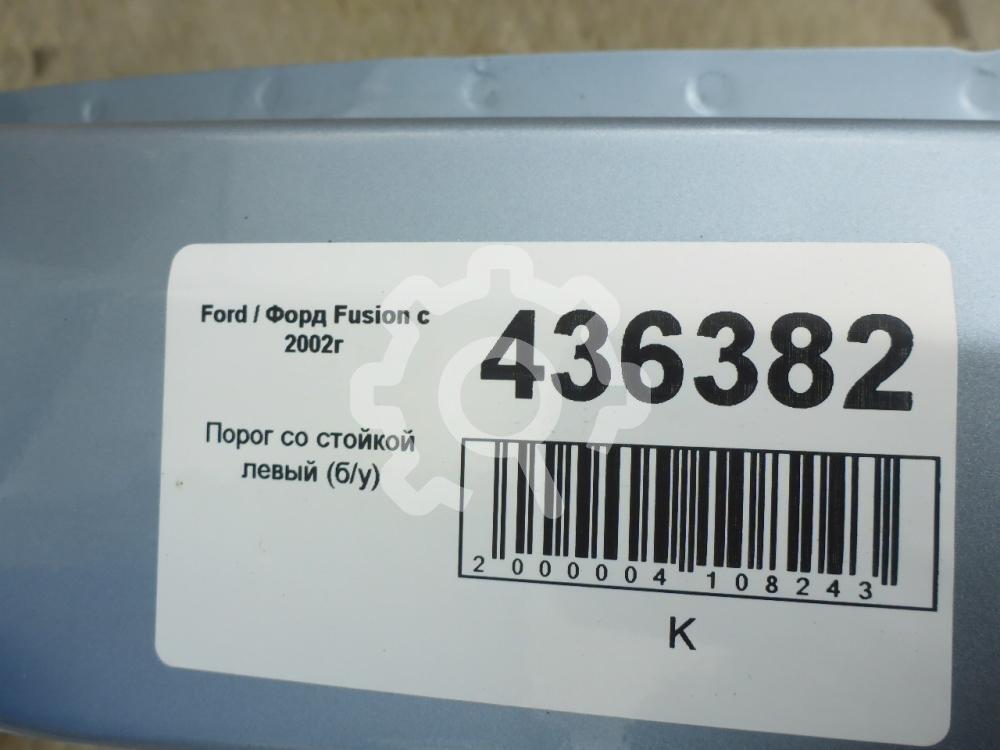 Ford / Форд Fusion с
2002г
436382
Порог со стойкой
левый (б/у)
2 000004 108243
K